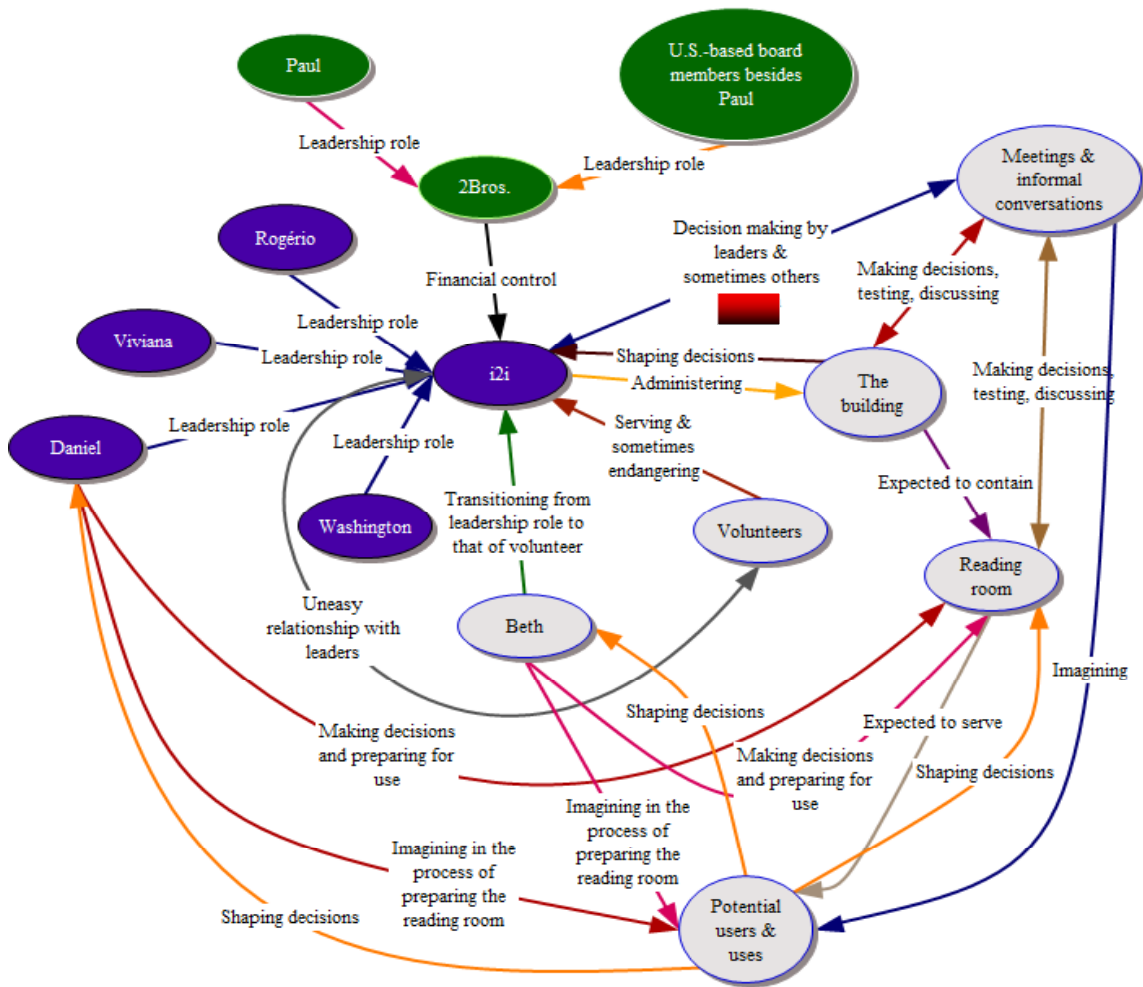 Paul
U.S.-based board
members besides
Paul
Leadership role
Leadership role
2Bros.
Meetings &
informal
conversations
Rogério
Decision making by
leaders &
sometimes others
Financial control
Making decisions,
testing, discussing
Leadership role
Viviana
Leadership role
i2i
Shaping decisions
Administering
The
building
Making decisions,
testing, discussing
Leadership role
Daniel
Leadership role
Serving &
sometimes
endangering
Expected to contain
Washington
Transitioning from
leadership role to
that of volunteer
Volunteers
Reading
room
Uneasy
relationship with
leaders
Beth
Imagining
Shaping decisions
Expected to serve
Making decisions
and preparing for
use
Making decisions
and preparing for
use
Shaping decisions
Imagining in the
process of
preparing the
reading room
Imagining in the
process of
preparing the
reading room
Shaping decisions
Potential
users &
uses